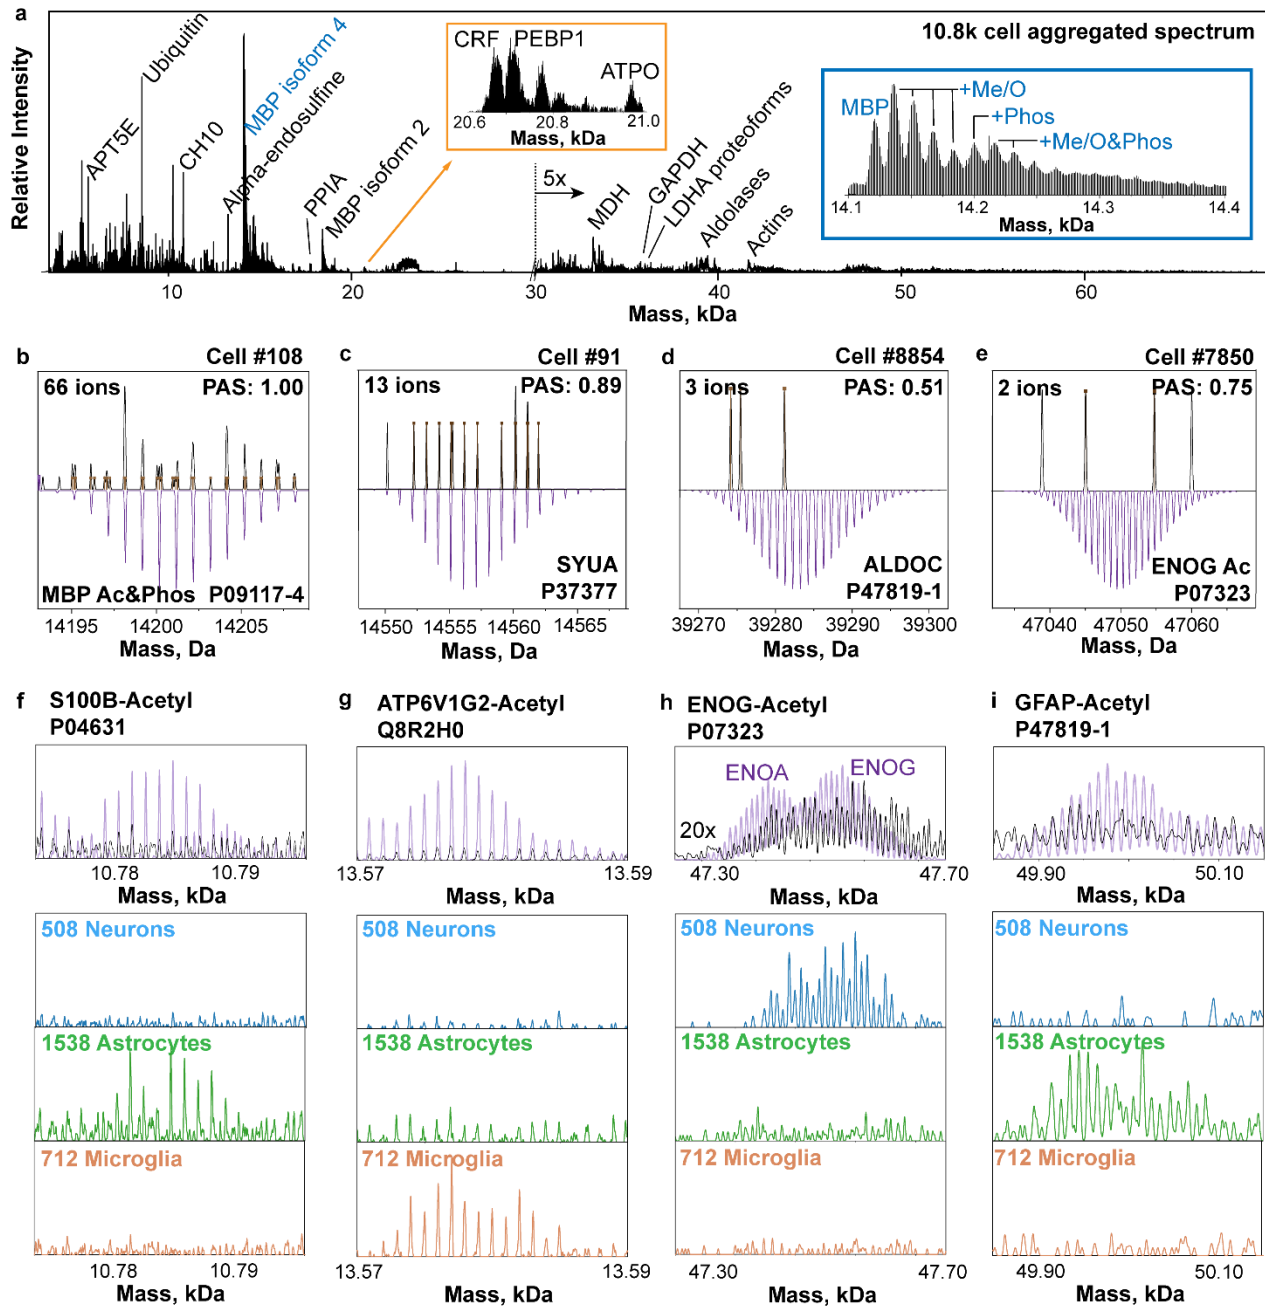 a
10.8k cell aggregated spectrum
Relative Intensity
APT5E
Ubiquitin
CH10
MBP isoform 4
Alpha-endosulfine
PPIA
MBP isoform 2
CRF PEBP1
ATPO
20.6 20.8 21.0
Mass, kDa
5x
MDH
GAPDH
LDHA proteoforms
Aldolases
Actins
MBP
+Me/O
+Phos
+Me/O&Phos
14.1 14.2 14.3 14.4
Mass, kDa
10 20 30 40 50 60
Mass, kDa
b Cell #108
66 ions PAS: 1.00
MBP Ac&Phos P09117-4
14195 14200 14205
Mass, Da
c Cell #91
13 ions PAS: 0.89
SYUA
P37377
14550 14555 14560 14565
Mass, Da
d Cell #8854
3 ions PAS: 0.51
ALDOC
P47819-1
39270 39280 39290 39300
Mass, Da
e Cell #7850
2 ions PAS: 0.75
ENOG Ac
P07323
47040 47050 47060
Mass, Da
f S100B-Acetyl
P04631
10.78 10.79
Mass, kDa
508 Neurons
1538 Astrocytes
712 Microglia
10.78 10.79
Mass, kDa
g ATP6V1G2-Acetyl
Q8R2H0
13.57 13.59
Mass, kDa
508 Neurons
1538 Astrocytes
712 Microglia
13.57 13.59
Mass, kDa
h ENOG-Acetyl
P07323
ENOA ENOG
20x
47.30 47.70
Mass, kDa
508 Neurons
1538 Astrocytes
712 Microglia
47.30 47.70
Mass, kDa
i GFAP-Acetyl
P47819-1
49.90 50.10
Mass, kDa
508 Neurons
1538 Astrocytes
712 Microglia
49.90 50.10
Mass, kDa